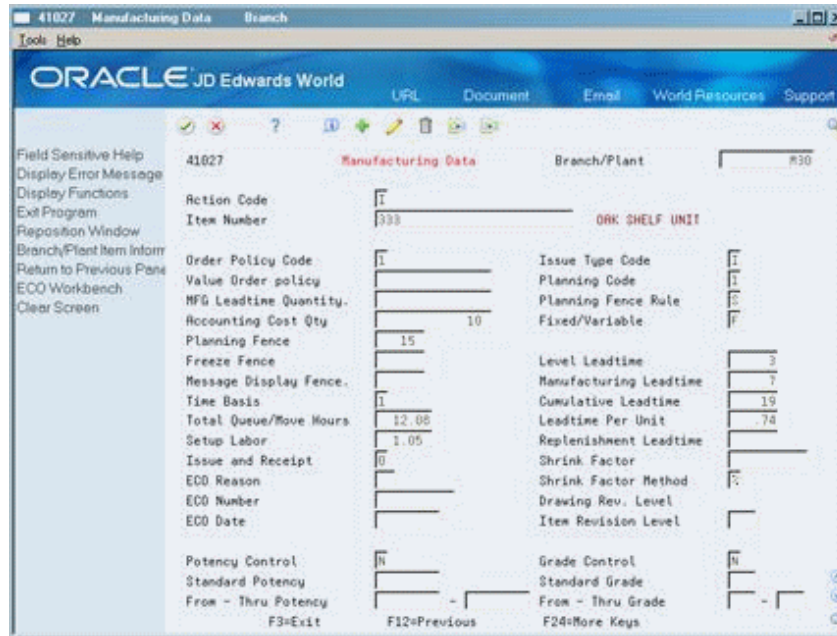 41027 Manufacturing Data Branch
Tools Help
ORACLE JD Edwards World
URL Document Email World Resources Support
?
Field Sensitive Help
Display Error Message
Display Functions
Exit Program
Reposition Window
Branch/Plant Item Inform
Return to Previous Pane
ECO Workbench
Clear Screen
41027 Manufacturing Data Branch/Plant M30
Action Code I
Item Number 333 OAK SHELF UNIT
Order Policy Code 1 Issue Type Code I
Value Order policy Planning Code 1
MFG Leadtime Quantity. Planning Fence Rule S
Accounting Cost Qty 10 Fixed/Variable F
Planning Fence 15
Freeze Fence Level Leadtime 3
Message Display Fence. Manufacturing Leadtime 7
Time Basis 1 Cumulative Leadtime 19
Total Queue/Move Hours 12.08 Leadtime Per Unit .74
Setup Labor 1.05 Replenishment Leadtime
Issue and Receipt 0 Shrink Factor
ECO Reason Shrink Factor Method %
ECO Number Drawing Rev. Level
ECO Date Item Revision Level
Potency Control N Grade Control N
Standard Potency Standard Grade
From - Thru Potency - From - Thru Grade -
F3=Exit F12=Previous F24=More Keys